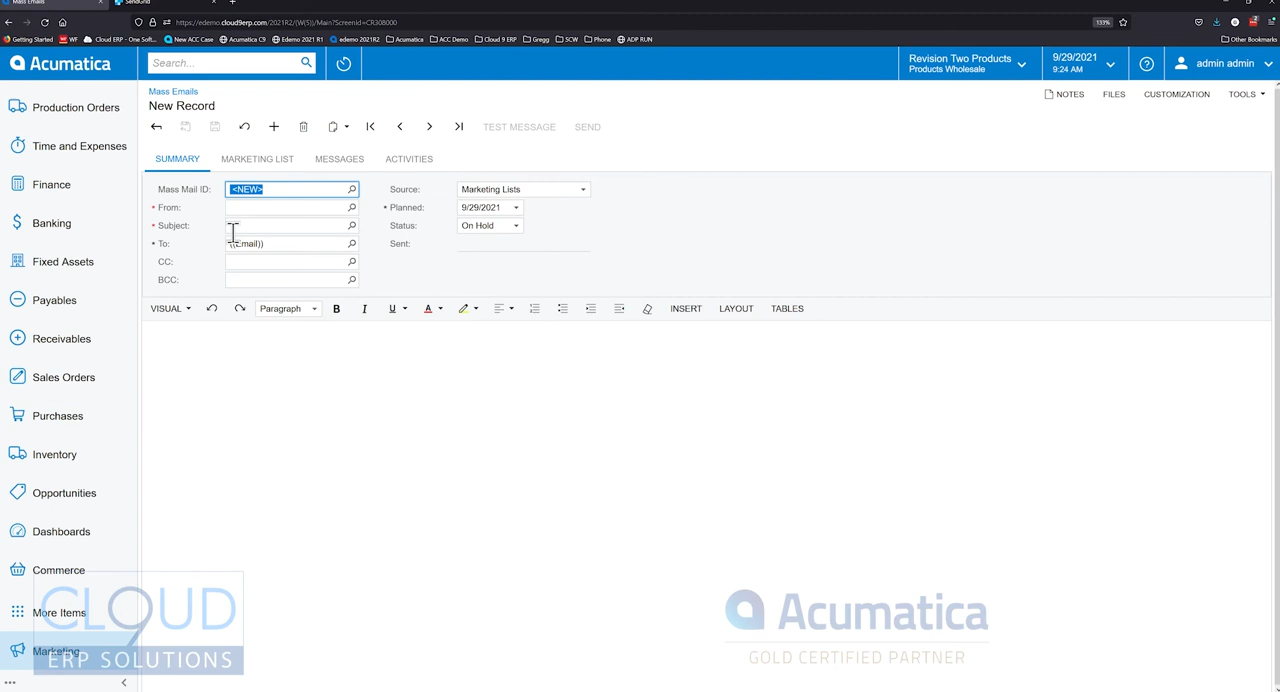 Mass Emails
SendGrid
https://edemo.cloud9erp.com/2021R2/(W(5))/Main?ScreenId=CR308000
133%
Getting Started
WF
Cloud ERP - One Soft...
New ACC Case
Acumatica C9
Edemo 2021 R1
edemo 2021R2
Acumatica
ACC Demo
Cloud 9 ERP
Gregg
SCW
Phone
ADP RUN
Other Bookmarks
Acumatica
Search...
Revision Two Products
Products Wholesale
9/29/2021
9:24 AM
admin admin
Mass Emails
New Record
NOTES
FILES
CUSTOMIZATION
TOOLS
TEST MESSAGE
SEND
SUMMARY
MARKETING LIST
MESSAGES
ACTIVITIES
Mass Mail ID:
<NEW>
Source:
Marketing Lists
* From:
* Planned:
9/29/2021
* Subject:
Status:
On Hold
* To:
((Email))
Sent:
CC:
BCC:
VISUAL
Paragraph
B
I
U
A
INSERT
LAYOUT
TABLES
Production Orders
Time and Expenses
Finance
Banking
Fixed Assets
Payables
Receivables
Sales Orders
Purchases
Inventory
Opportunities
Dashboards
Commerce
More Items
Marketing
CLOUD
9
ERP SOLUTIONS
Acumatica
GOLD CERTIFIED PARTNER